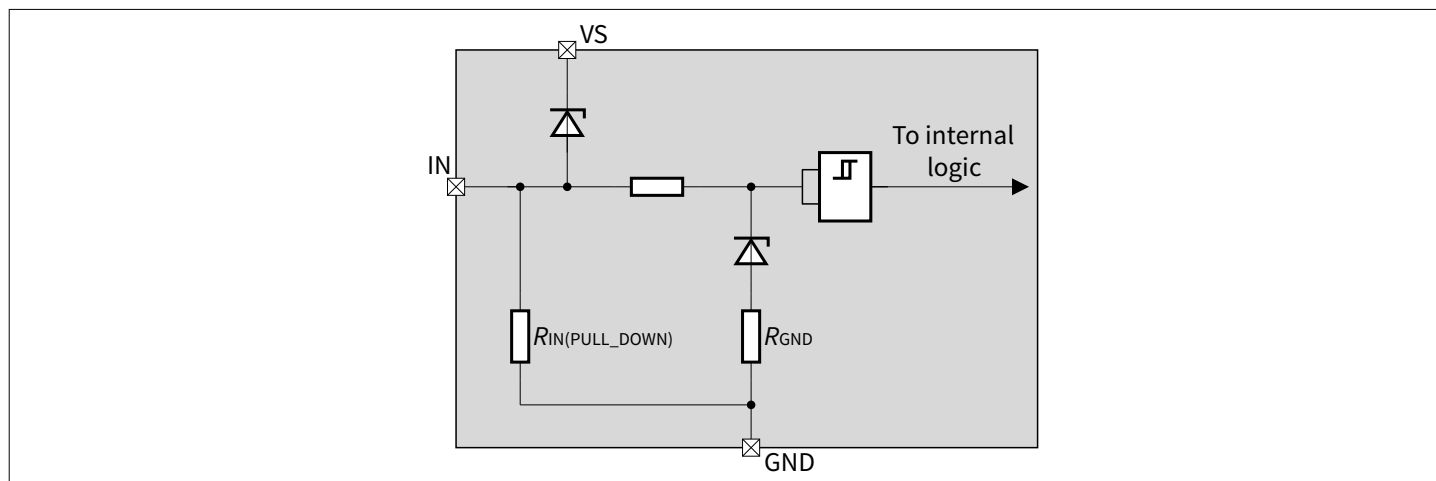 VS
To internal
logic
IN
RIN(PULL_DOWN)
RGND
GND